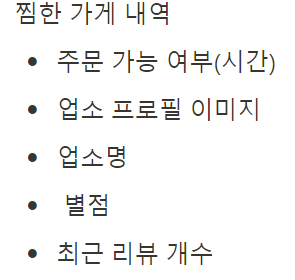 찜한 가게 내역
• 주문 가능 여부(시간)
• 업소 프로필 이미지
• 업소명
• 별점
• 최근 리뷰 개수